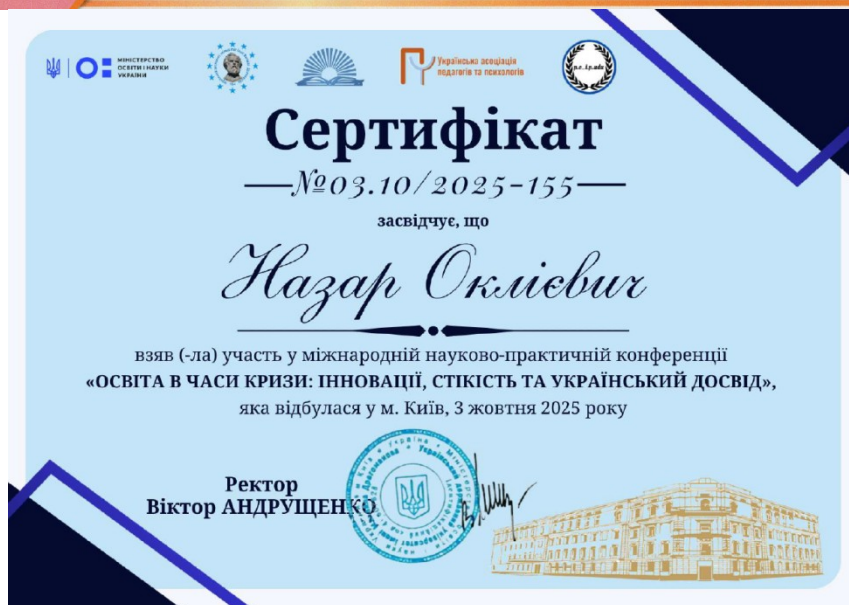 МІНІСТЕРСТВО
ОСВІТИ І НАУКИ
УКРАЇНИ
Українська асоціація
педагогів та психологів
Сертифікат
№03.10/2025-155
засвідчує, що
Назар Оклієвич
взяв (-ла) участь у міжнародній науково-практичній конференції
«ОСВІТА В ЧАСИ КРИЗИ: ІННОВАЦІЇ, СТІКІСТЬ ТА УКРАЇНСЬКИЙ ДОСВІД»,
яка відбулася у м. Київ, 3 жовтня 2025 року
Ректор
Віктор АНДРУЩЕНКО